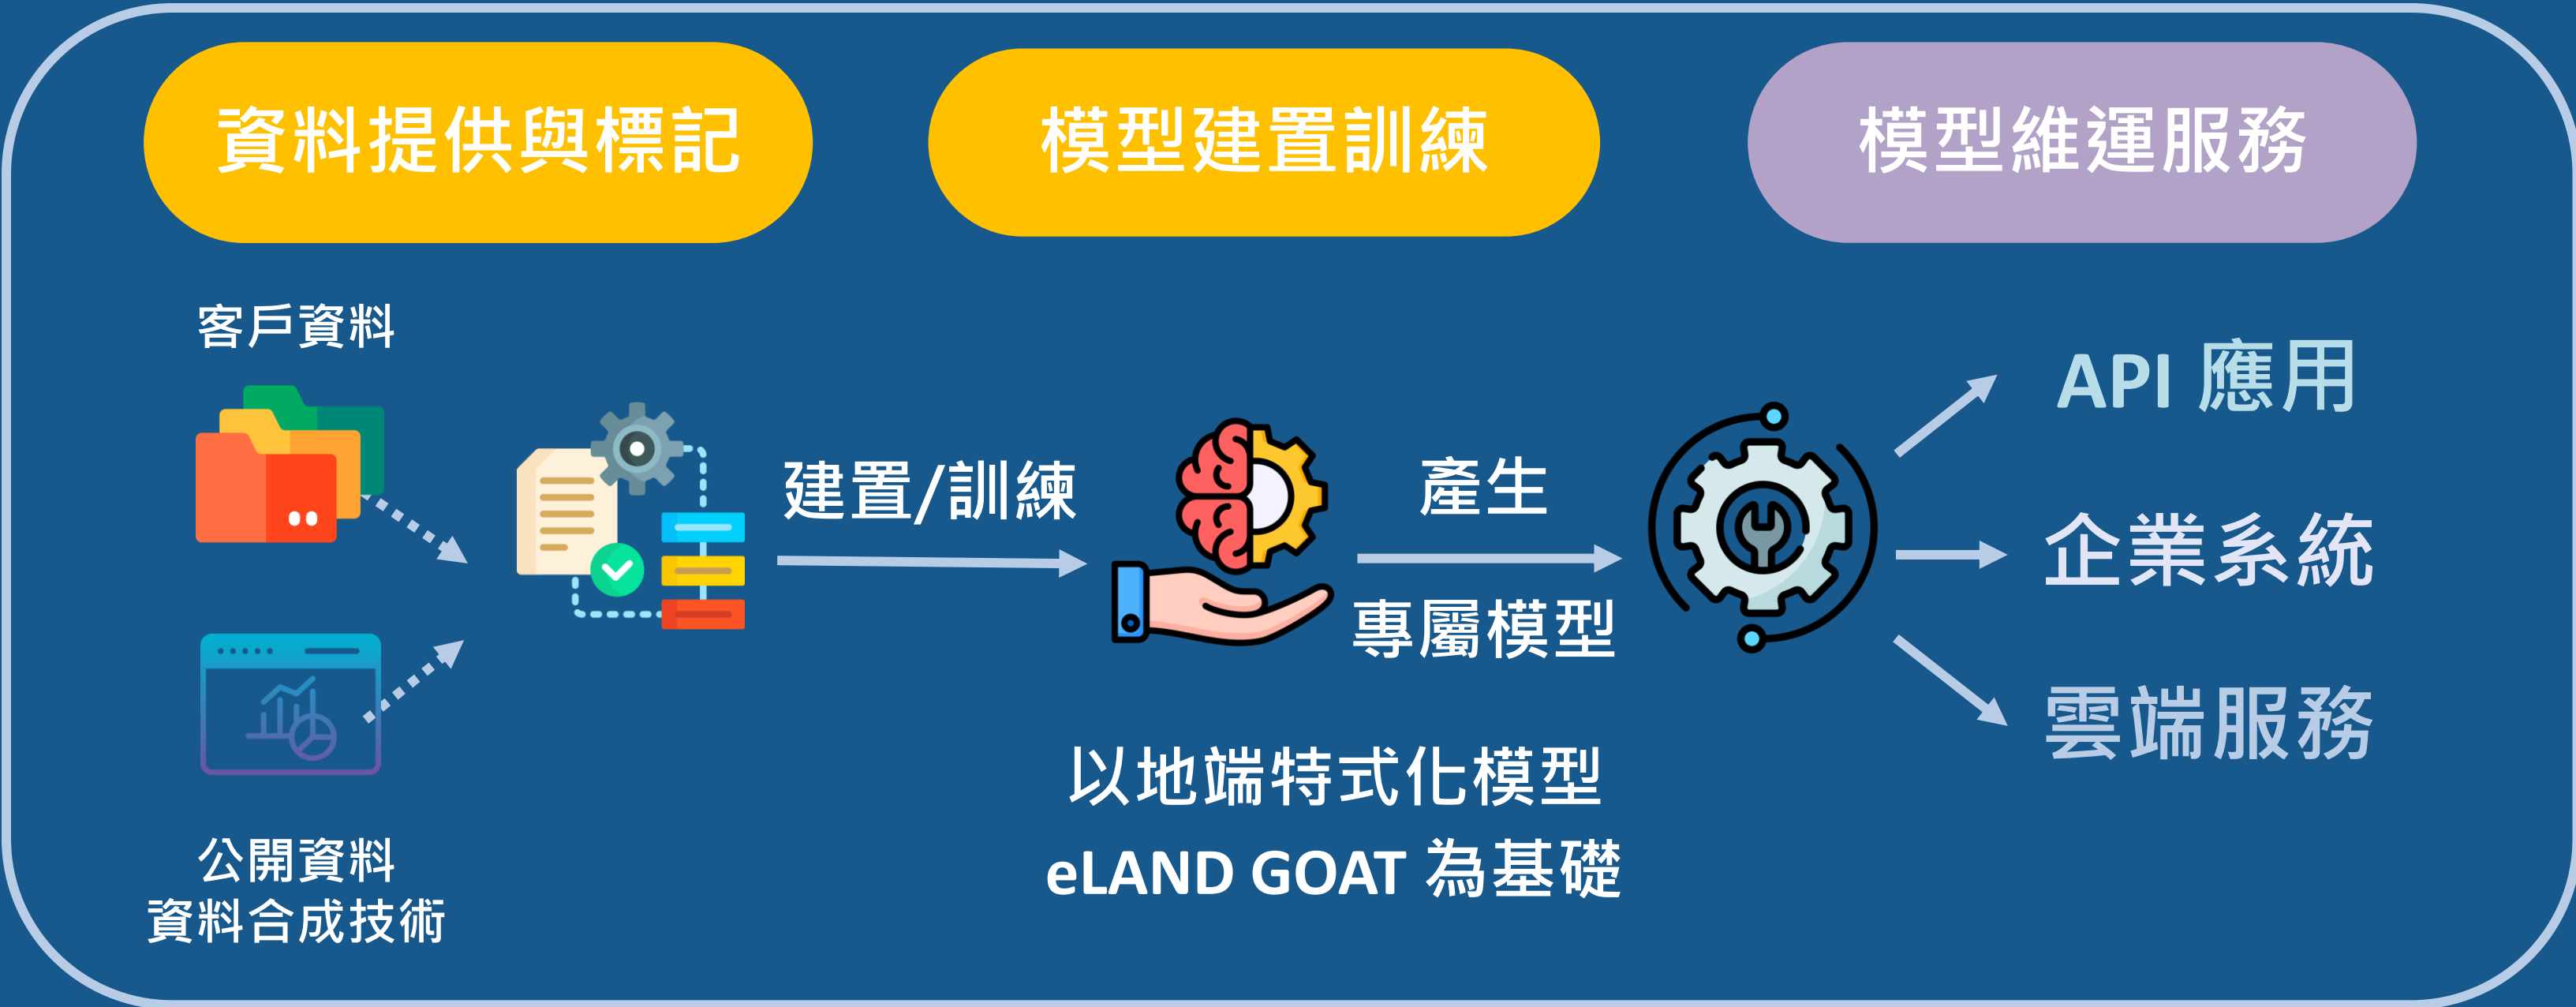 資料提供與標記
模型建置訓練
模型維運服務
客戶資料
公開資料
資料合成技術
建置/訓練
產生
專屬模型
以地端特式化模型
eLAND GOAT 為基礎
API 應用
企業系統
雲端服務